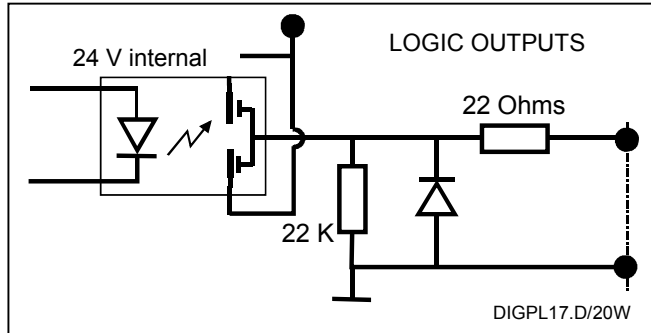 LOGIC OUTPUTS
24 V internal
22 Ohms
22 K
DIGPL17.D/20W